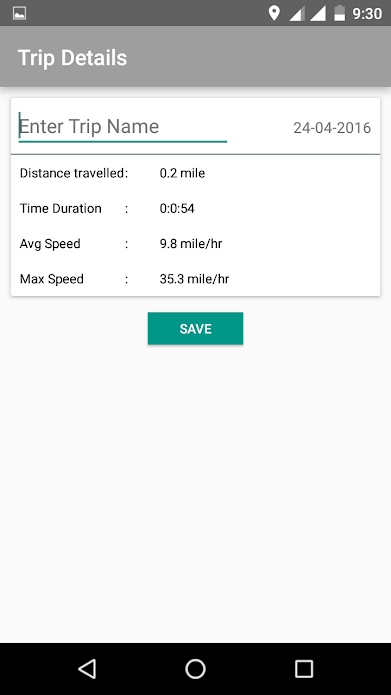 9:30
Trip Details
Enter Trip Name 24-04-2016
Distance travelled: 0.2 mile
Time Duration : 0:0:54
Avg Speed : 9.8 mile/hr
Max Speed : 35.3 mile/hr
SAVE